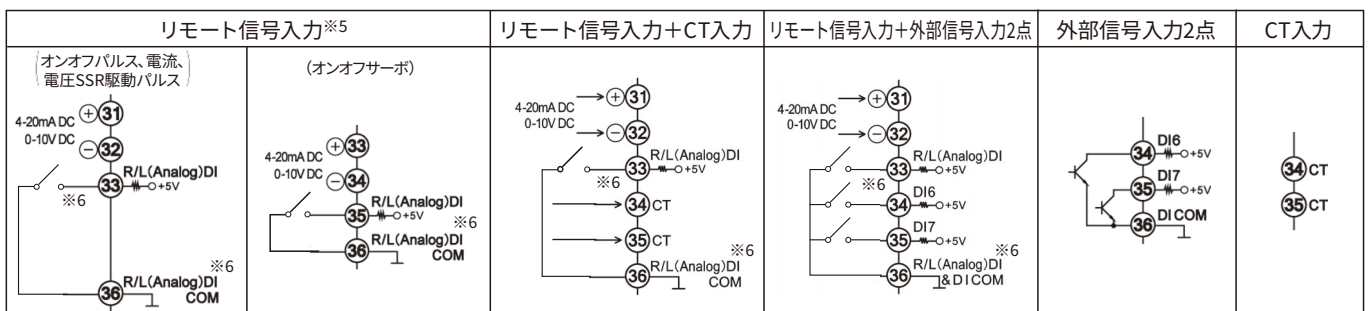 リモート信号入力※5
リモート信号入力＋CT入力
リモート信号入力＋外部信号入力2点
外部信号入力2点
CT入力
(オンオフパルス、電流、
電圧SSR駆動パルス)
4-20mA DC
0-10V DC
+ 31
− 32
33 R/L(Analog)DI
+5V
※6
※6
36 R/L(Analog)DI
COM
(オンオフサーボ)
4-20mA DC
0-10V DC
+ 33
− 34
35 R/L(Analog)DI
+5V
※6
36 R/L(Analog)DI
COM
4-20mA DC
0-10V DC
+ 31
− 32
33 R/L(Analog)DI
+5V
※6
34 CT
35 CT
※6
36 R/L(Analog)DI
COM
4-20mA DC
0-10V DC
+ 31
− 32
33 R/L(Analog)DI
+5V
※6
34 DI6
+5V
35 DI7
+5V
※6
36 R/L(Analog)DI
&DICOM
34 DI6
+5V
35 DI7
+5V
36 DICOM
34 CT
35 CT